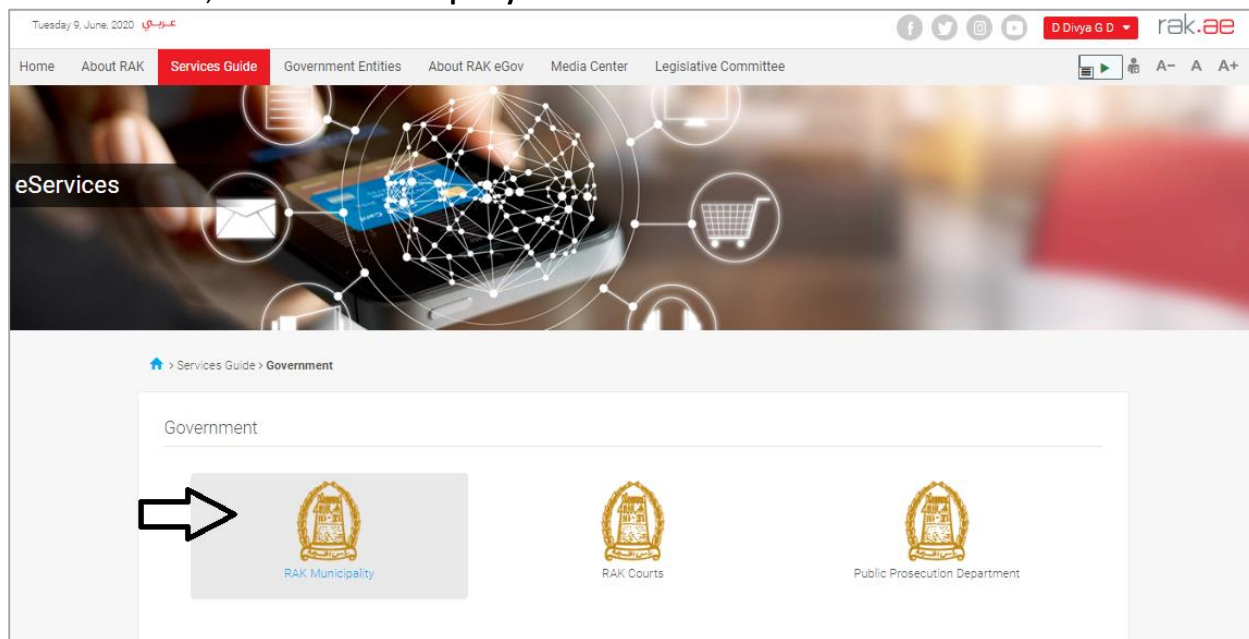 Tuesday 9, June, 2020 عربي
D Divya G D
rak.ae
Home About RAK Services Guide Government Entities About RAK eGov Media Center Legislative Committee
A- A A+
eServices
> Services Guide > Government
Government
RAK Municipality RAK Courts Public Prosecution Department